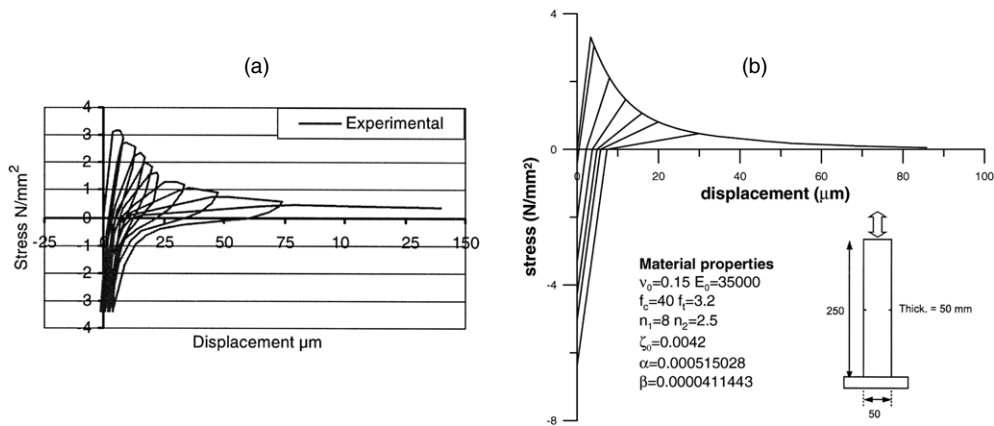 (a)
4
3
2
1
0
-1
-2
-3
-4
-25
0
25
50
75
10
125
150
Experimental
Stress N/mm²
Displacement µm
(b)
4
0
-4
-8
0
20
40
60
80
100
stress (N/mm²)
displacement (µm)
Material properties
ν₀=0.15 E₀=35000
f꜀=40 fₜ=3.2
n₁=8 n₂=2.5
ζ₀=0.0042
α=0.000515028
β=0.0000411443
250
Thick. = 50 mm
50